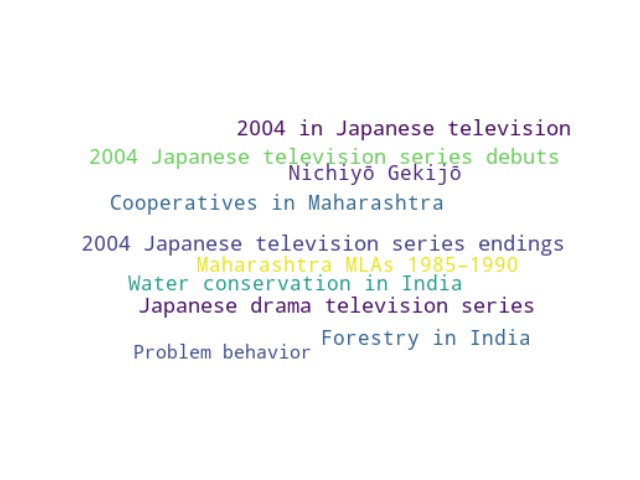 2004 in Japanese television
2004 Japanese television series debuts
Nichiyō Gekijō
Cooperatives in Maharashtra
2004 Japanese television series endings
Maharashtra MLAs 1985–1990
Water conservation in India
Japanese drama television series
Forestry in India
Problem behavior